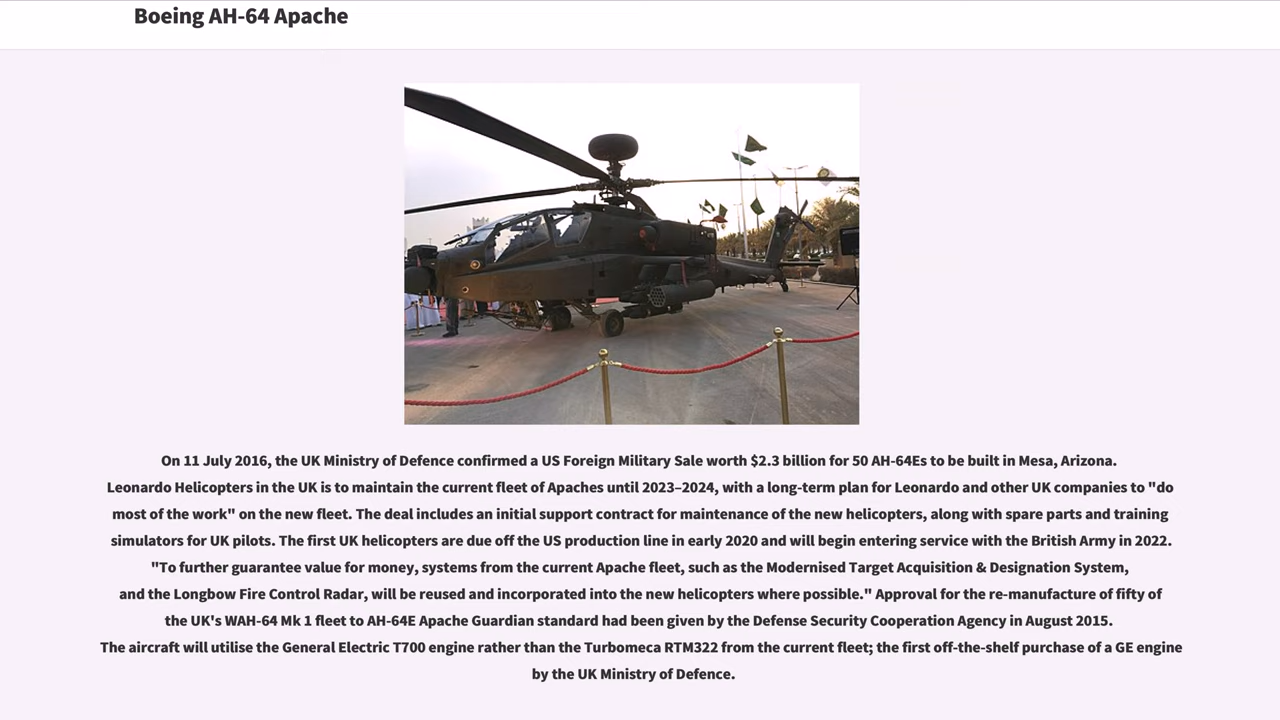 Boeing AH-64 Apache
On 11 July 2016, the UK Ministry of Defence confirmed a US Foreign Military Sale worth $2.3 billion for 50 AH-64Es to be built in Mesa, Arizona.
Leonardo Helicopters in the UK is to maintain the current fleet of Apaches until 2023–2024, with a long-term plan for Leonardo and other UK companies to "do
most of the work" on the new fleet. The deal includes an initial support contract for maintenance of the new helicopters, along with spare parts and training
simulators for UK pilots. The first UK helicopters are due off the US production line in early 2020 and will begin entering service with the British Army in 2022.
"To further guarantee value for money, systems from the current Apache fleet, such as the Modernised Target Acquisition & Designation System,
and the Longbow Fire Control Radar, will be reused and incorporated into the new helicopters where possible." Approval for the re-manufacture of fifty of
the UK's WAH-64 Mk 1 fleet to AH-64E Apache Guardian standard had been given by the Defense Security Cooperation Agency in August 2015.
The aircraft will utilise the General Electric T700 engine rather than the Turbomeca RTM322 from the current fleet; the first off-the-shelf purchase of a GE engine
by the UK Ministry of Defence.